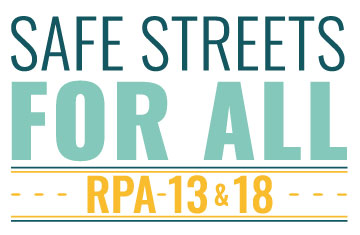 SAFE STREETS
FOR ALL
RPA-13 & 18